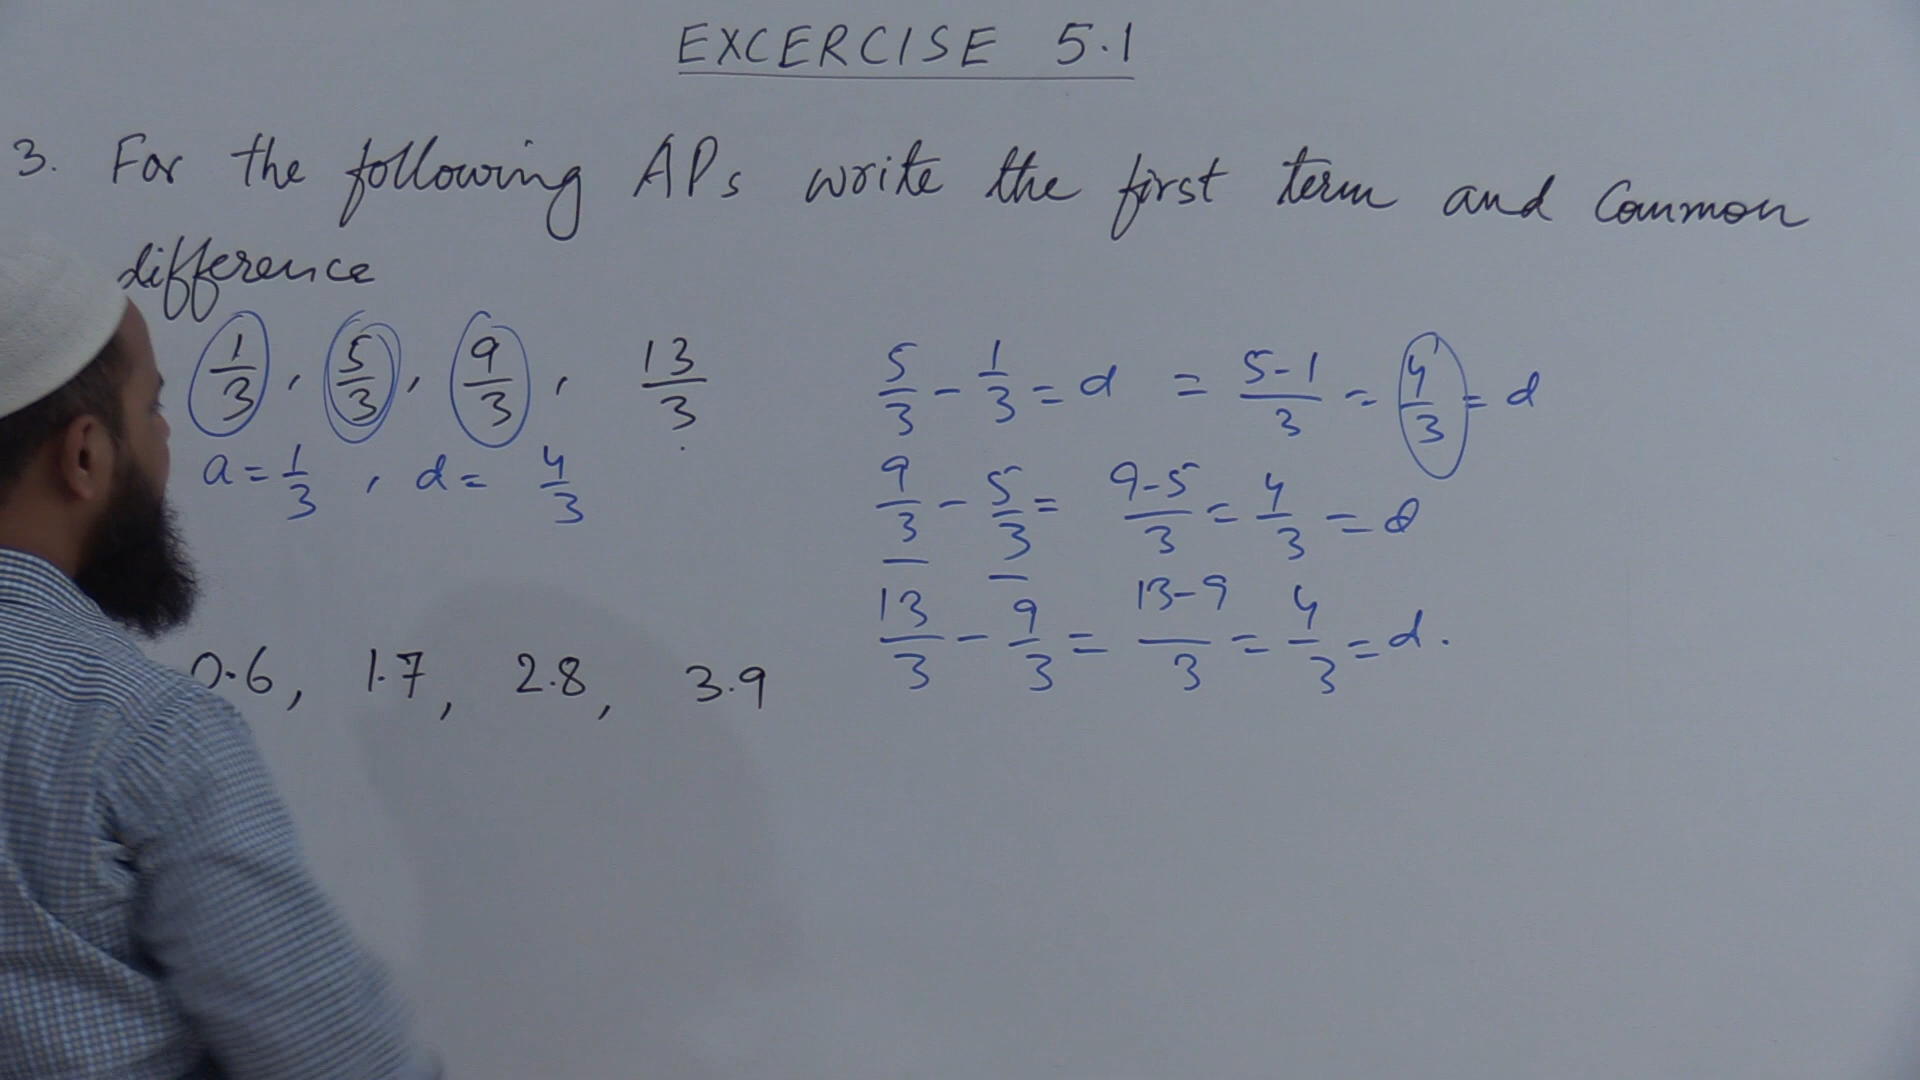 EXCERCISE 5.1
3. For the following APs write the first term and Common
difference
1/3, 5/3, 9/3, 13/3
a = 1/3, d = 4/3
0.6, 1.7, 2.8, 3.9
5/3 - 1/3 = d = 5-1/3 = 4/3 = d
9/3 - 5/3 = 9-5/3 = 4/3 = d
13/3 - 9/3 = 13-9/3 = 4/3 = d.